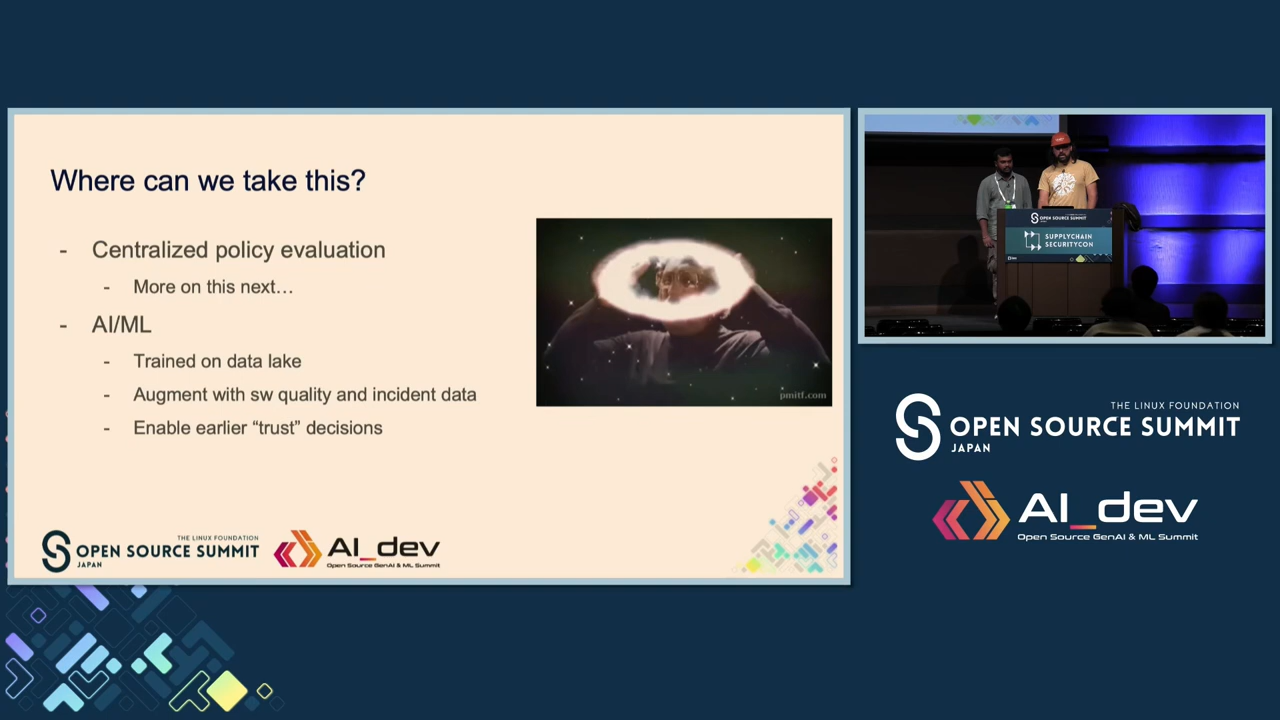 Where can we take this?
- Centralized policy evaluation
- More on this next…
- AI/ML
- Trained on data lake
- Augment with sw quality and incident data
- Enable earlier “trust” decisions
pmitf.com
THE LINUX FOUNDATION
OPEN SOURCE SUMMIT
JAPAN
AI_dev
Open Source GenAI & ML Summit
OPEN SOURCE SUMMIT
SUPPLYCHAIN
SECURITYCON
THE LINUX FOUNDATION
OPEN SOURCE SUMMIT
JAPAN
AI_dev
Open Source GenAI & ML Summit